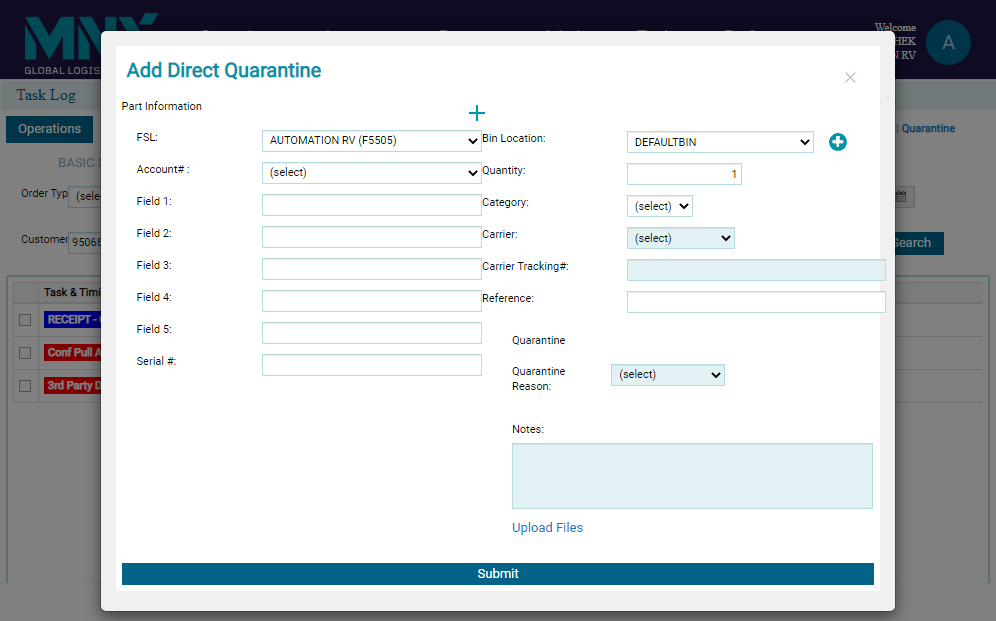 MNX
GLOBAL LOGIS
Welcome
HEK
N RV
A
Task Log
Operations
| Quarantine
BASIC S
Order Typ
(sele
Customer
95068
Search
Task & Timi
RECEIPT -
Conf Pull A
3rd Party D
Add Direct Quarantine
×
Part Information
+
FSL:
AUTOMATION RV (F5505)
Account# :
(select)
Field 1:
Field 2:
Field 3:
Field 4:
Field 5:
Serial #:
Bin Location:
DEFAULTBIN
Quantity:
1
Category:
(select)
Carrier:
(select)
Carrier Tracking#:
Reference:
Quarantine
Quarantine
Reason:
(select)
Notes:
Upload Files
Submit